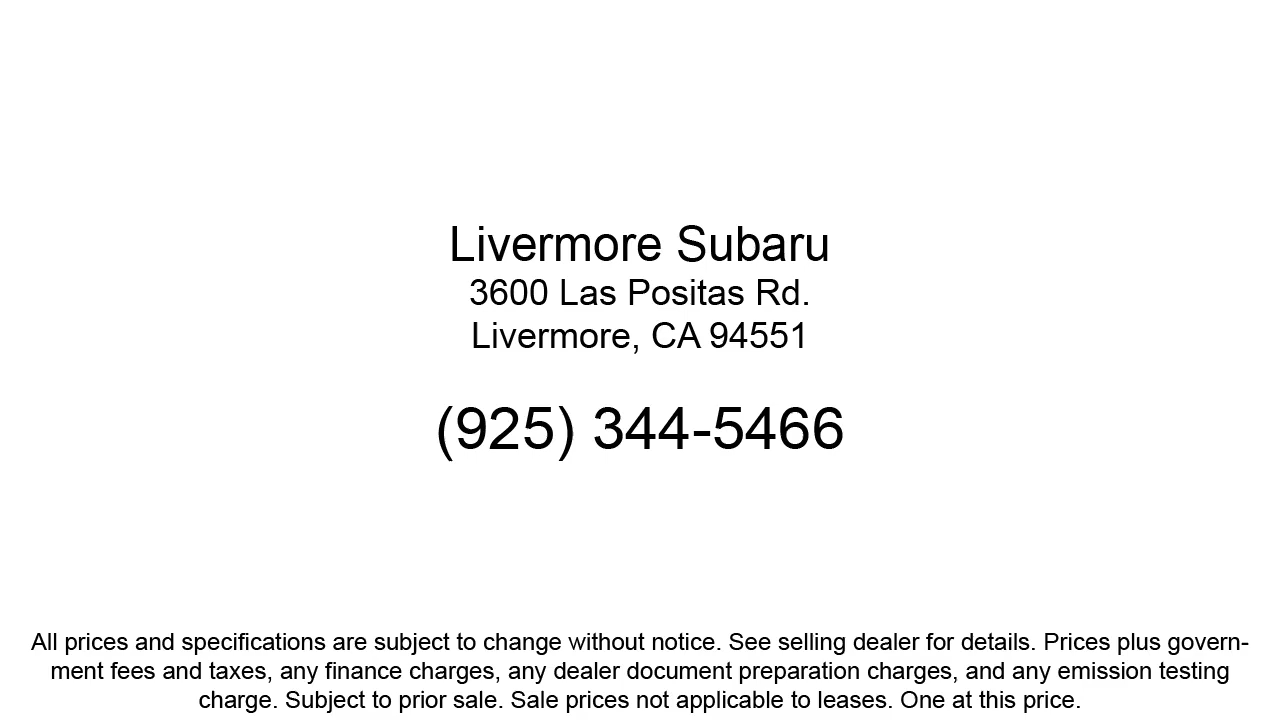 Livermore Subaru
3600 Las Positas Rd.
Livermore, CA 94551
(925) 344-5466
All prices and specifications are subject to change without notice. See selling dealer for details. Prices plus govern-
ment fees and taxes, any finance charges, any dealer document preparation charges, and any emission testing
charge. Subject to prior sale. Sale prices not applicable to leases. One at this price.